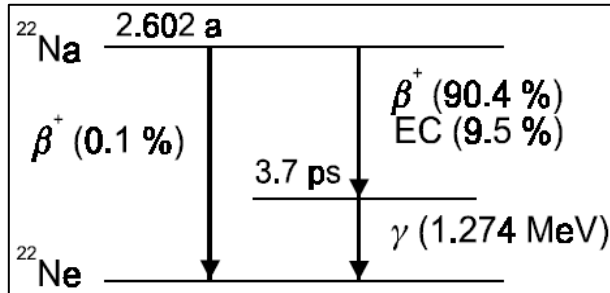 ²²Na
2.602 a
β⁺ (0.1 %)
β⁺ (90.4 %)
EC (9.5 %)
3.7 ps
γ (1.274 MeV)
²²Ne